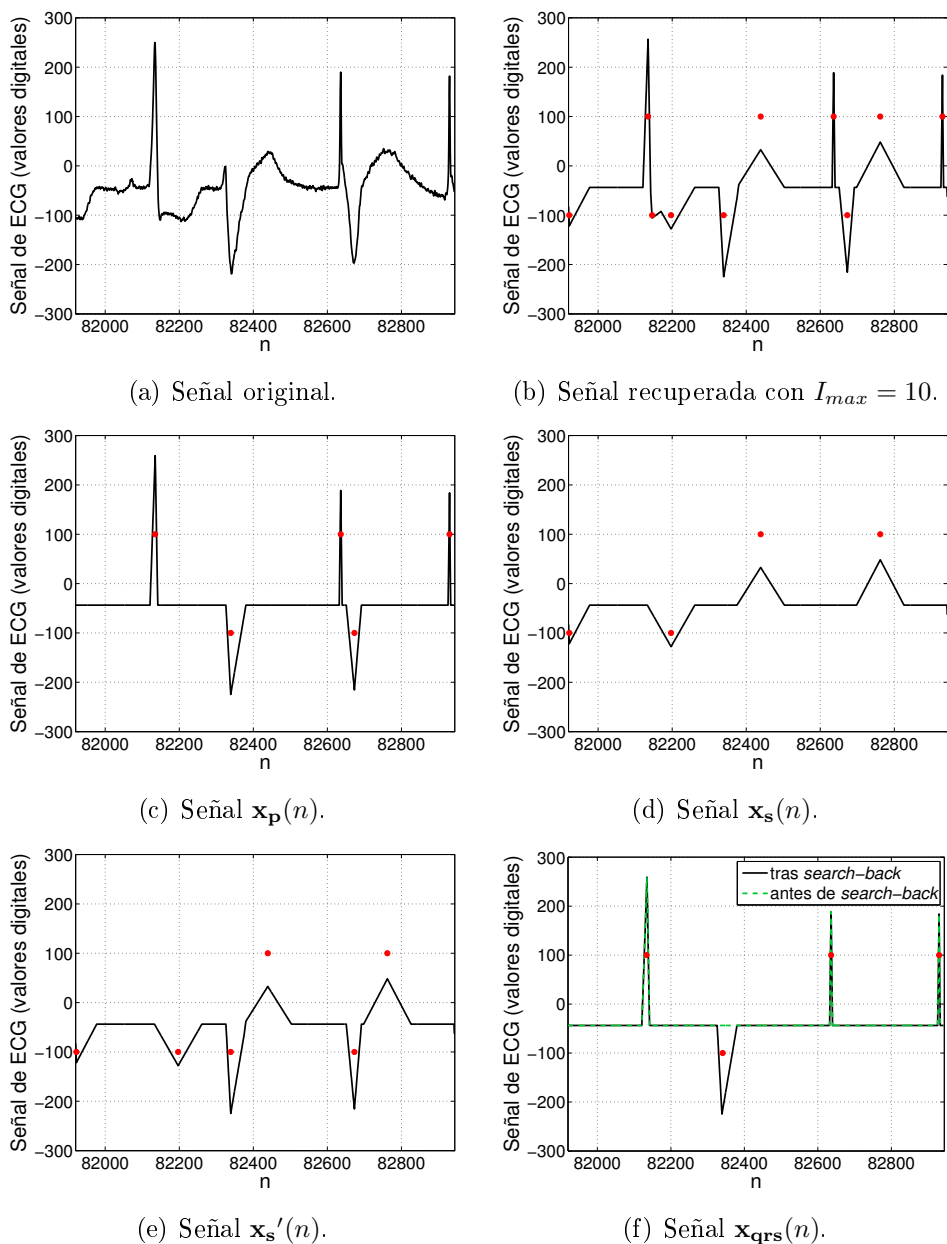 300
200
100
0
−100
−200
−300
82000 82200 82400 82600 82800
n
Señal de ECG (valores digitales)
(a) Señal original.
300
200
100
0
−100
−200
−300
82000 82200 82400 82600 82800
n
Señal de ECG (valores digitales)
(b) Señal recuperada con I_{max} = 10.
300
200
100
0
−100
−200
−300
82000 82200 82400 82600 82800
n
Señal de ECG (valores digitales)
(c) Señal x_p(n).
300
200
100
0
−100
−200
−300
82000 82200 82400 82600 82800
n
Señal de ECG (valores digitales)
(d) Señal x_s(n).
300
200
100
0
−100
−200
−300
82000 82200 82400 82600 82800
n
Señal de ECG (valores digitales)
(e) Señal x_s′(n).
300
200
100
0
−100
−200
−300
82000 82200 82400 82600 82800
n
Señal de ECG (valores digitales)
tras search−back
antes de search−back
(f) Señal x_{qrs}(n).